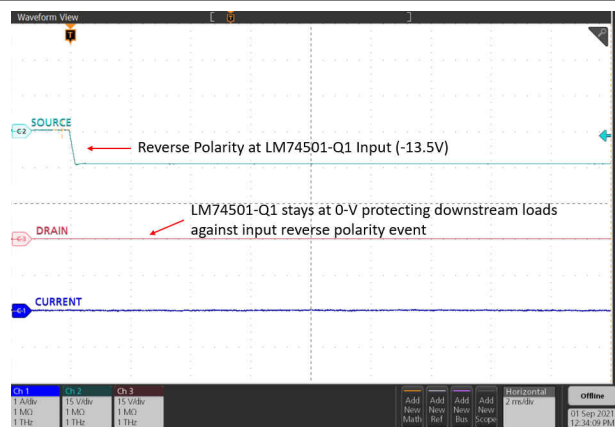 Waveform View
T
T
C2
SOURCE
Reverse Polarity at LM74501-Q1 Input (-13.5V)
LM74501-Q1 stays at 0-V protecting downstream loads
against input reverse polarity event
C3
DRAIN
C1
CURRENT
Ch 1
1 A/div
1 MΩ
1 THz
Ch 2
15 V/div
1 MΩ
1 THz
Ch 3
15 V/div
1 MΩ
1 THz
Add
New
Math
Add
New
Ref
Add
New
Bus
Add
New
Scope
Horizontal
2 ms/div
Offline
01 Sep 2021
12:34:09 PM